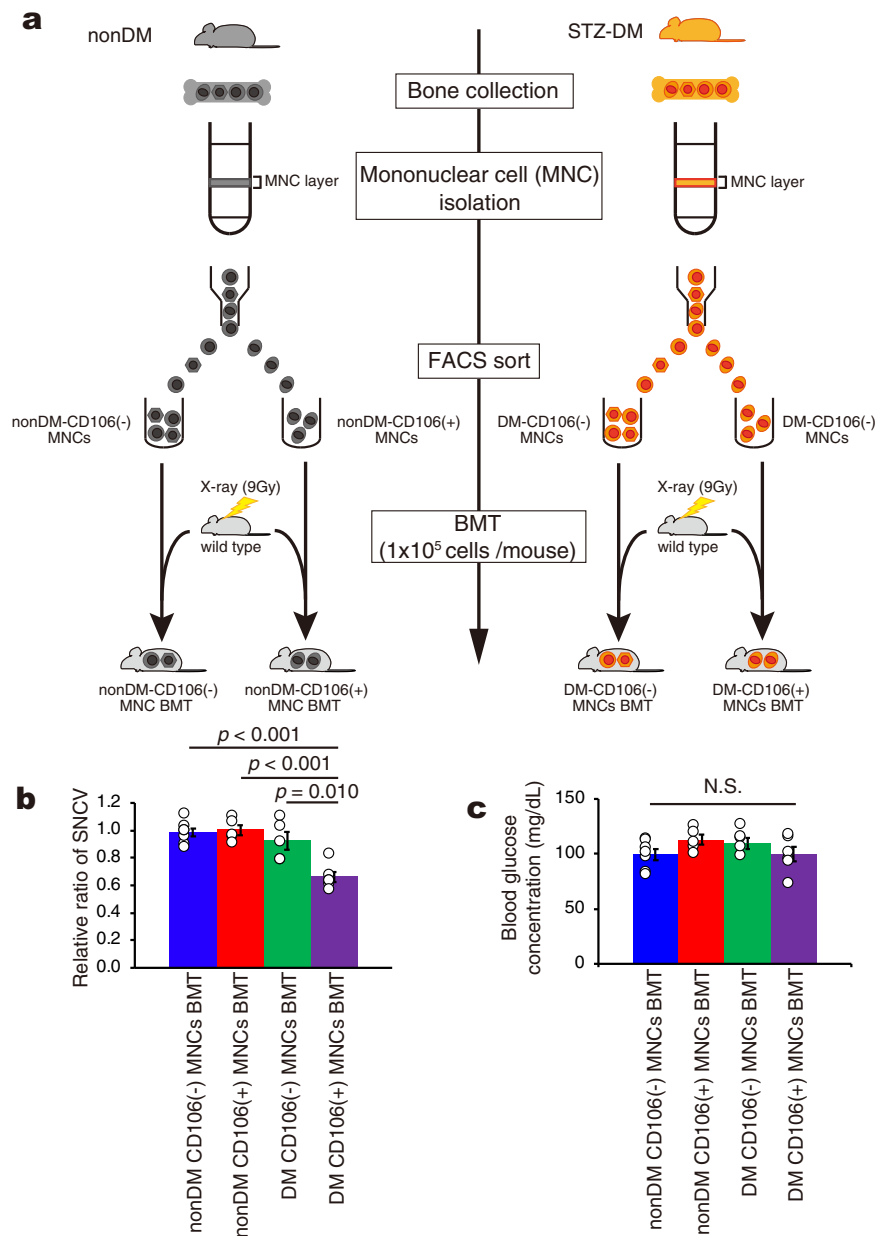 a
nonDM
STZ-DM
Bone collection
MNC layer
Mononuclear cell (MNC)
isolation
MNC layer
FACS sort
nonDM-CD106(-)
MNCs
nonDM-CD106(+)
MNCs
DM-CD106(-)
MNCs
DM-CD106(-)
MNCs
X-ray (9Gy)
wild type
BMT
(1x10⁵ cells /mouse)
X-ray (9Gy)
wild type
nonDM-CD106(-)
MNC BMT
nonDM-CD106(+)
MNC BMT
DM-CD106(-)
MNCs BMT
DM-CD106(+)
MNCs BMT
b
p < 0.001
p < 0.001
p = 0.010
Relative ratio of SNCV
1.2
1.0
0.8
0.6
0.4
0.2
0.0
nonDM CD106(-) MNCs BMT
nonDM CD106(+) MNCs BMT
DM CD106(-) MNCs BMT
DM CD106(+) MNCs BMT
c
N.S.
Blood glucose
concentration (mg/dL)
150
100
50
0
nonDM CD106(-) MNCs BMT
nonDM CD106(+) MNCs BMT
DM CD106(-) MNCs BMT
DM CD106(+) MNCs BMT